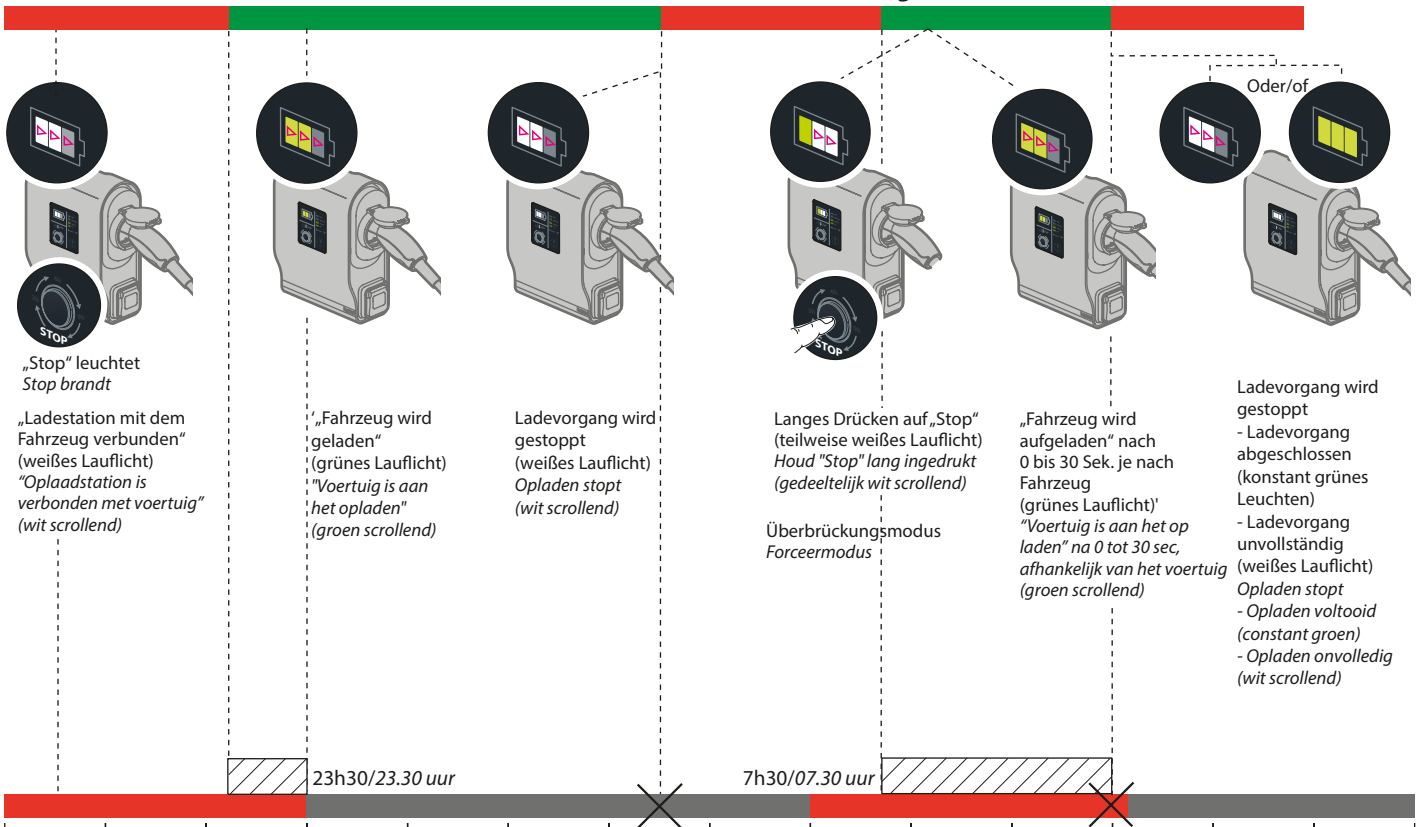 Oder/of
STOP
STOP
„Stop“ leuchtet
Stop brandt
„Ladestation mit dem
Fahrzeug verbunden“
(weißes Lauflicht)
“Oplaadstation is
verbonden met voertuig”
(wit scrollend)
‘„Fahrzeug wird
geladen“
(grünes Lauflicht)
"Voertuig is aan
het opladen"
(groen scrollend)
Ladevorgang wird
gestoppt
(weißes Lauflicht)
Opladen stopt
(wit scrollend)
Langes Drücken auf „Stop“
(teilweise weißes Lauflicht)
Houd "Stop" lang ingedrukt
(gedeeltelijk wit scrollend)
Überbrückungsmodus
Forceermodus
„Fahrzeug wird
aufgeladen“ nach
0 bis 30 Sek. je nach
Fahrzeug
(grünes Lauflicht)'
“Voertuig is aan het op
laden” na 0 tot 30 sec,
afhankelijk van het voertuig
(groen scrollend)
Ladevorgang wird
gestoppt
- Ladevorgang
abgeschlossen
(konstant grünes
Leuchten)
- Ladevorgang
unvollständig
(weißes Lauflicht)
Opladen stopt
- Opladen voltooid
(constant groen)
- Opladen onvolledig
(wit scrollend)
23h30/23.30 uur
7h30/07.30 uur